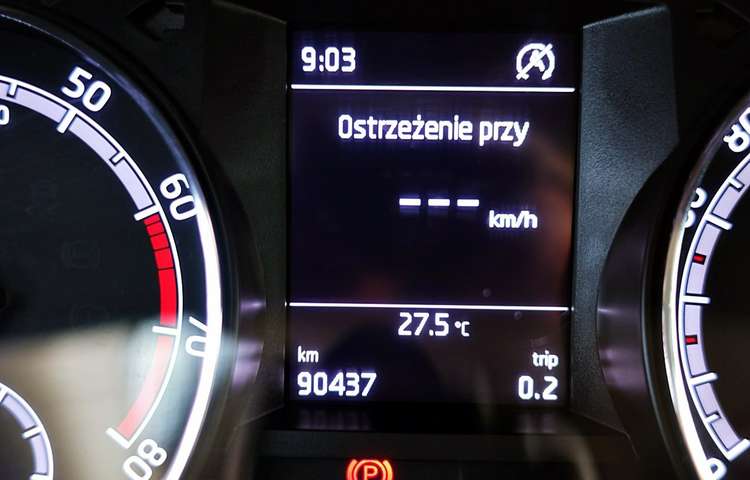 9:03
Ostrzeżenie przy
--- km/h
27.5 °C
km
trip
90437
0.2
50
60
70
80
P